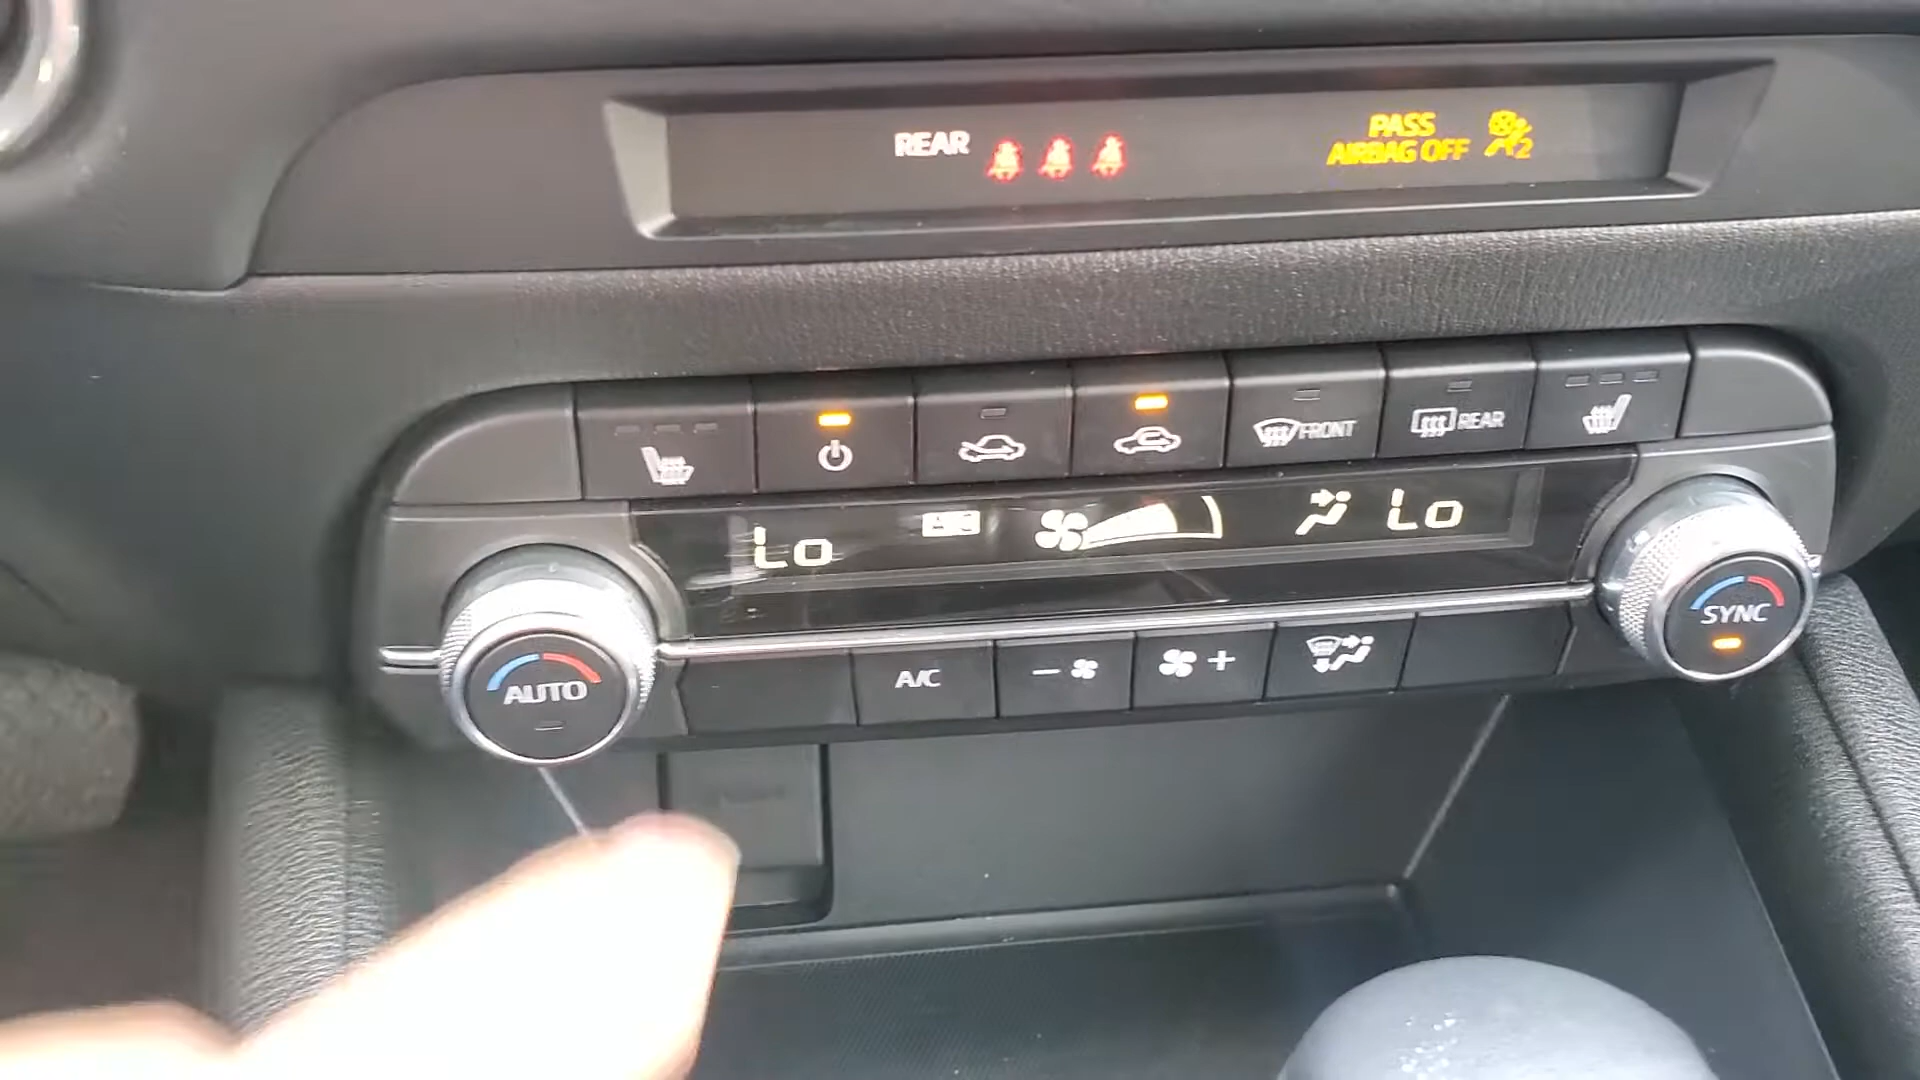 REAR
PASS
AIRBAG OFF
2
FRONT
REAR
Lo
A/C
Lo
AUTO
A/C
- +
SYNC